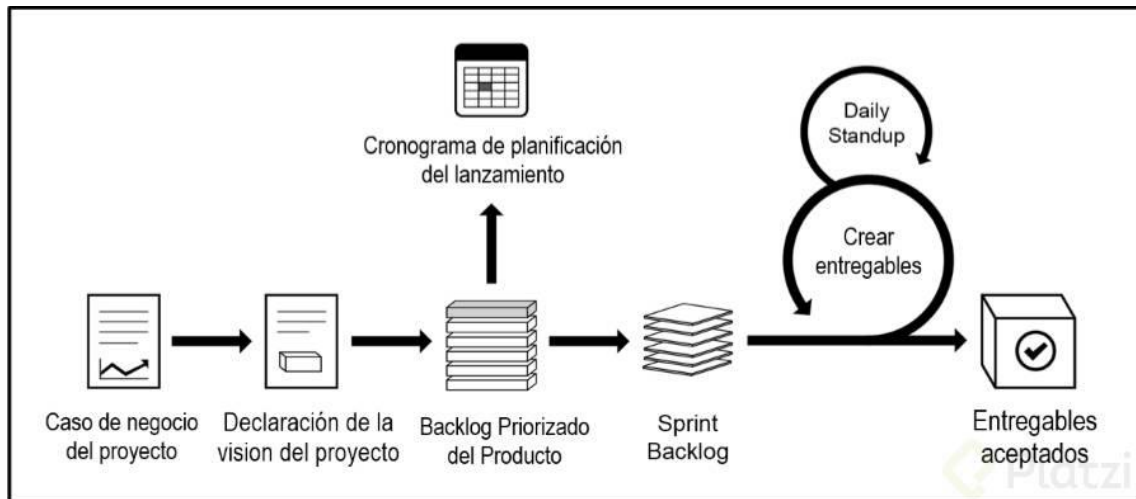 Cronograma de planificación
del lanzamiento
Daily
Standup
Crear
entregables
Caso de negocio
del proyecto
Declaración de la
vision del proyecto
Backlog Priorizado
del Producto
Sprint
Backlog
Entregables
aceptados
Platzi